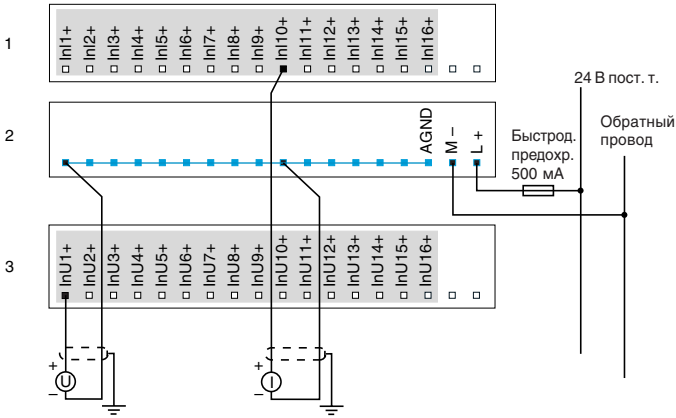 1
InI1+ InI2+ InI3+ InI4+ InI5+ InI6+ InI7+ InI8+ InI9+ InI10+ InI11+ InI12+ InI13+ InI14+ InI15+ InI16+
24 В пост. т.
2
AGND M – L +
Быстрод.
предохр.
500 мА
Обратный
провод
3
InU1+ InU2+ InU3+ InU4+ InU5+ InU6+ InU7+ InU8+ InU9+ InU10+ InU11+ InU12+ InU13+ InU14+ InU15+ InU16+
+ +
U I
– –